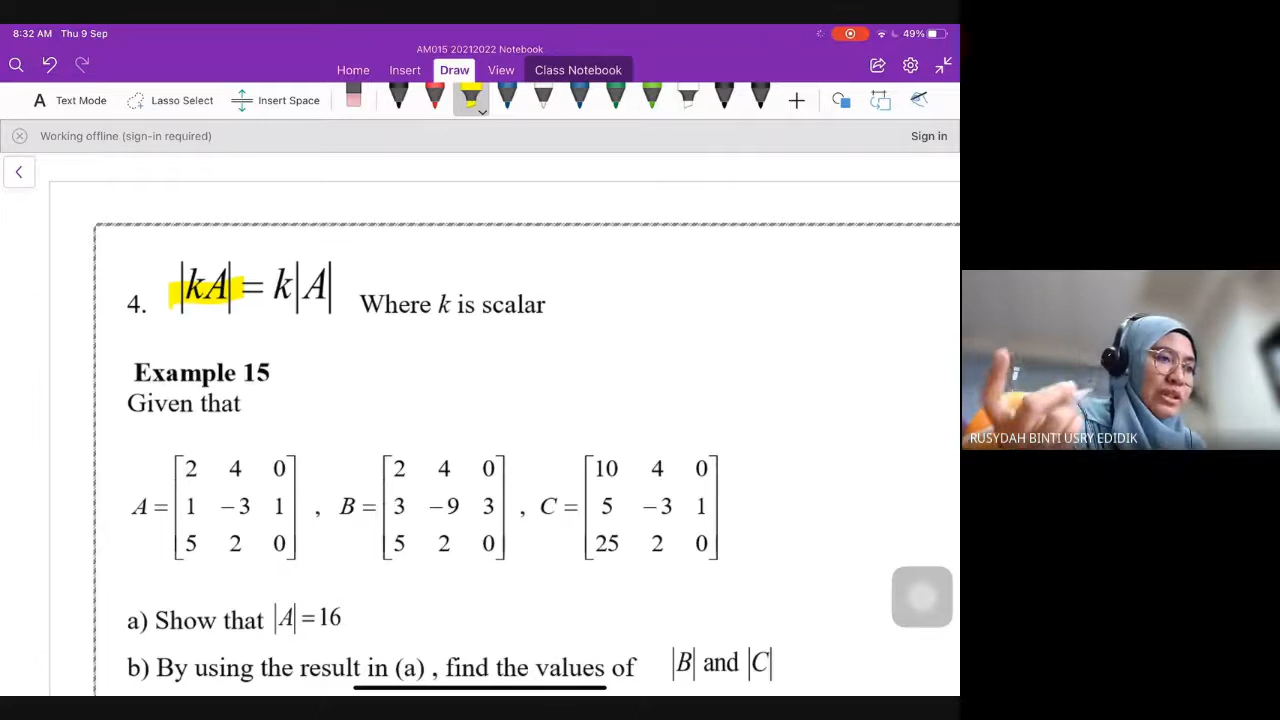 8:32 AM Thu 9 Sep
49%
AM015 20212022 Notebook
Home Insert Draw View Class Notebook
A Text Mode Lasso Select Insert Space
Working offline (sign-in required) Sign in
4. |kA| = k|A| Where k is scalar
Example 15
Given that
A = [2 4 0; 1 −3 1; 5 2 0] , B = [2 4 0; 3 −9 3; 5 2 0] , C = [10 4 0; 5 −3 1; 25 2 0]
a) Show that |A| = 16
b) By using the result in (a) , find the values of |B| and |C|
RUSYDAH BINTI USRY EDIDIK